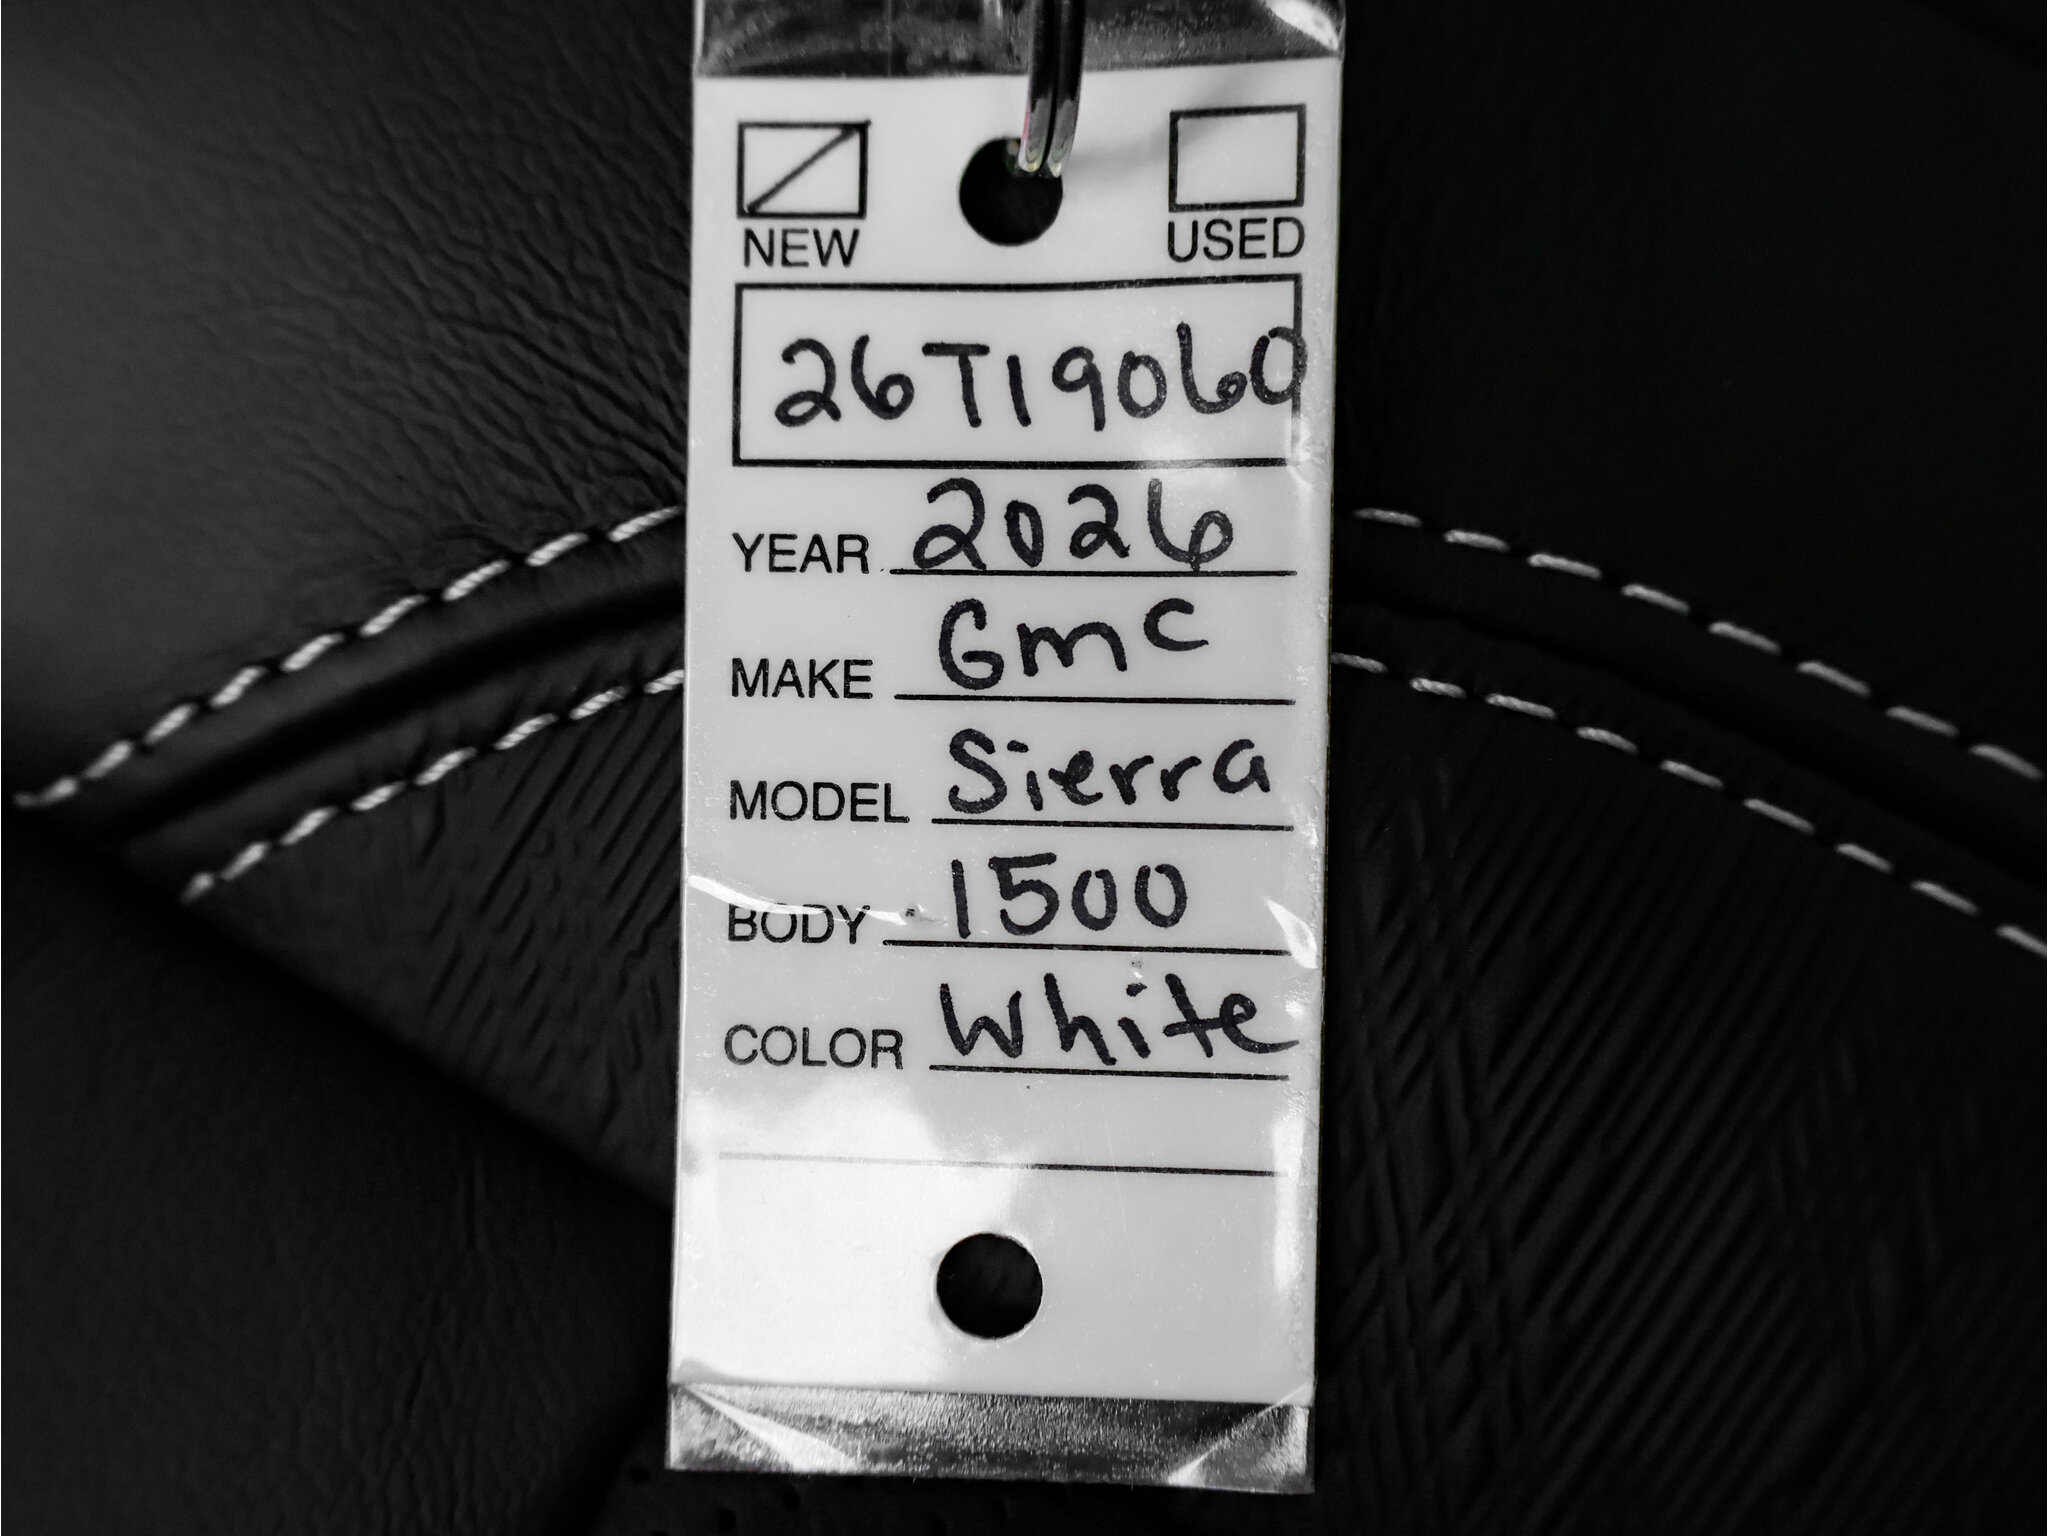 NEW USED
26T19060
YEAR 2026
MAKE Gmc
MODEL Sierra
BODY 1500
COLOR White